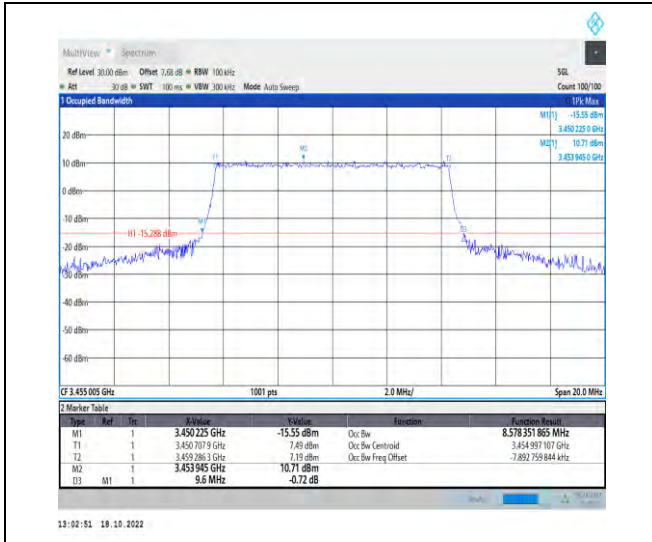 MultiView Spectrum
Ref Level 30.00 dBm Offset 7.68 dB RBW 100 kHz SGL
Att 30 dB SWT 100 ms VBW 300 kHz Mode Auto Sweep Count 100/100
1 Occupied Bandwidth 1Pk Max
M1[1] -15.55 dBm
3.450 225 0 GHz
M2[1] 10.71 dBm
3.453 945 0 GHz
20 dBm
M2
T1 T2
10 dBm
0 dBm
-10 dBm
M1
H1 -15.288 dBm
D3
-20 dBm
-30 dBm
-40 dBm
-50 dBm
-60 dBm
CF 3.455 005 GHz 1001 pts 2.0 MHz/ Span 20.0 MHz
2 Marker Table
Type Ref Trc X-Value Y-Value Function Function Result
M1 1 3.450 225 GHz -15.55 dBm Occ Bw 8.578 351 865 MHz
T1 1 3.450 707 9 GHz 7.49 dBm Occ Bw Centroid 3.454 997 107 GHz
T2 1 3.459 286 3 GHz 7.19 dBm Occ Bw Freq Offset -7.892 759 844 kHz
M2 1 3.453 945 GHz 10.71 dBm
D3 M1 1 9.6 MHz -0.72 dB
13:02:51 18.10.2022